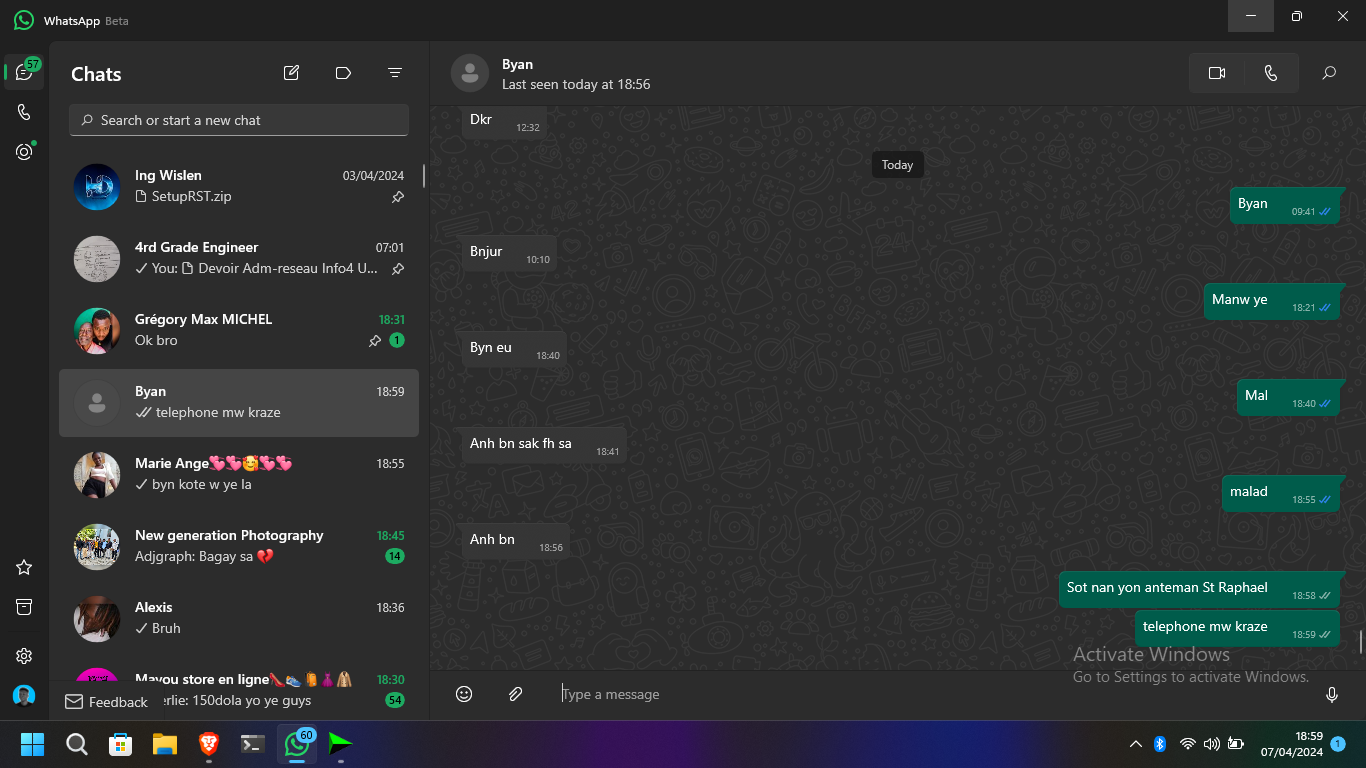 WhatsApp Beta
57
Chats
Search or start a new chat
Ing Wislen 03/04/2024
SetupRST.zip
4rd Grade Engineer 07:01
You: Devoir Adm-reseau Info4 U...
Grégory Max MICHEL 18:31
Ok bro 1
Byan 18:59
telephone mw kraze
Marie Ange💘💘🥰💘💘 18:55
byn kote w ye la
New generation Photography 18:45
Adjgraph: Bagay sa 💔 14
Alexis 18:36
Bruh
Mayou store en ligne👠👟 18:30
erlie: 150dola yo ye guys 54
Feedback
Byan
Last seen today at 18:56
Dkr 12:32
Today
Byan 09:41
Bnjur 10:10
Manw ye 18:21
Byn eu 18:40
Mal 18:40
Anh bn sak fh sa 18:41
malad 18:55
Anh bn 18:56
Sot nan yon anteman St Raphael 18:58
telephone mw kraze 18:59
Activate Windows
Go to Settings to activate Windows.
Type a message
60
18:59
07/04/2024 1